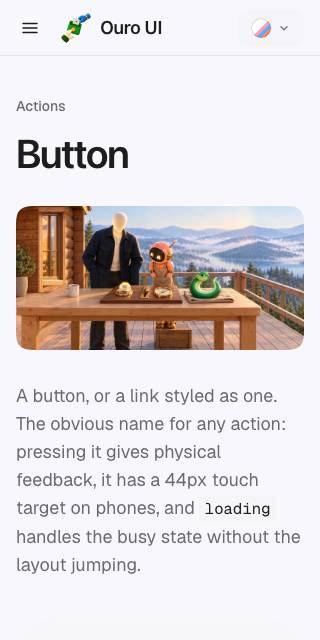 Ouro UI
Actions
Button
A button, or a link styled as one.
The obvious name for any action:
pressing it gives physical
feedback, it has a 44px touch
target on phones, and loading
handles the busy state without the
layout jumping.